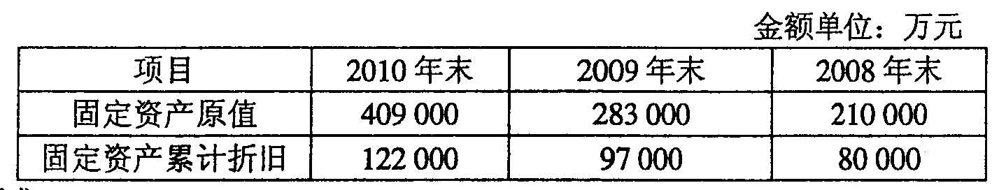 金额单位：万元
项目 2010年末 2009年末 2008年末
固定资产原值 409 000 283 000 210 000
固定资产累计折旧 122 000 97 000 80 000